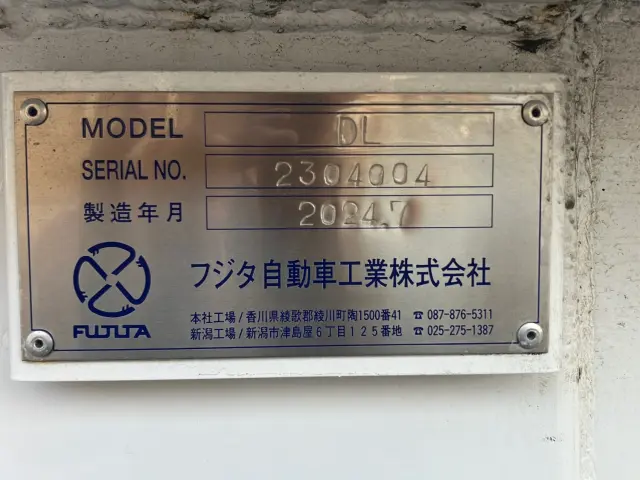 MODEL DL
SERIAL NO. 2304004
製造年月 2024.7
フジタ自動車工業株式会社
FUJITA
本社工場/香川県綾歌郡綾川町陶1500番41 ☎ 087-876-5311
新潟工場/新潟市津島屋6丁目125番地 ☎ 025-275-1387